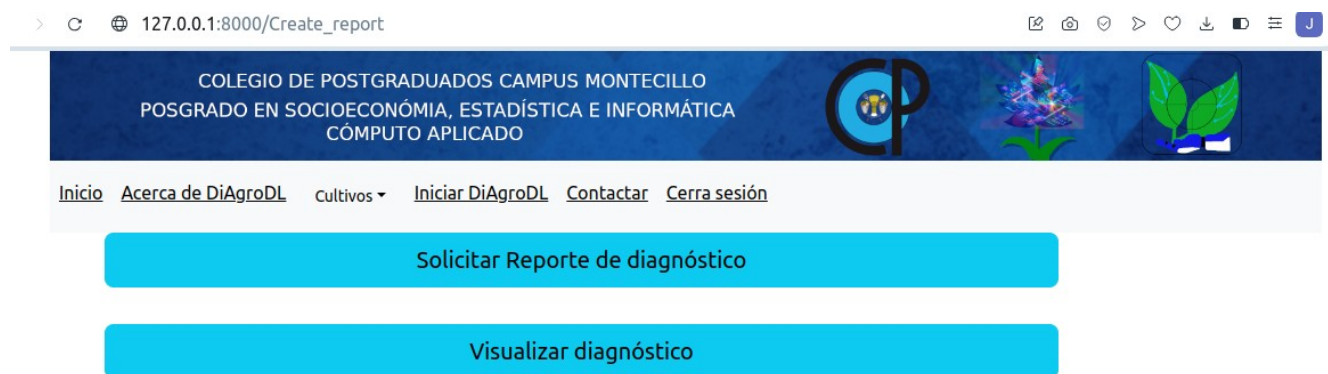 127.0.0.1:8000/Create_report
J
COLEGIO DE POSTGRADUADOS CAMPUS MONTECILLO
POSGRADO EN SOCIOECONÓMIA, ESTADÍSTICA E INFORMÁTICA
CÓMPUTO APLICADO
CP
Inicio Acerca de DiAgroDL Cultivos Iniciar DiAgroDL Contactar Cerra sesión
Solicitar Reporte de diagnóstico
Visualizar diagnóstico